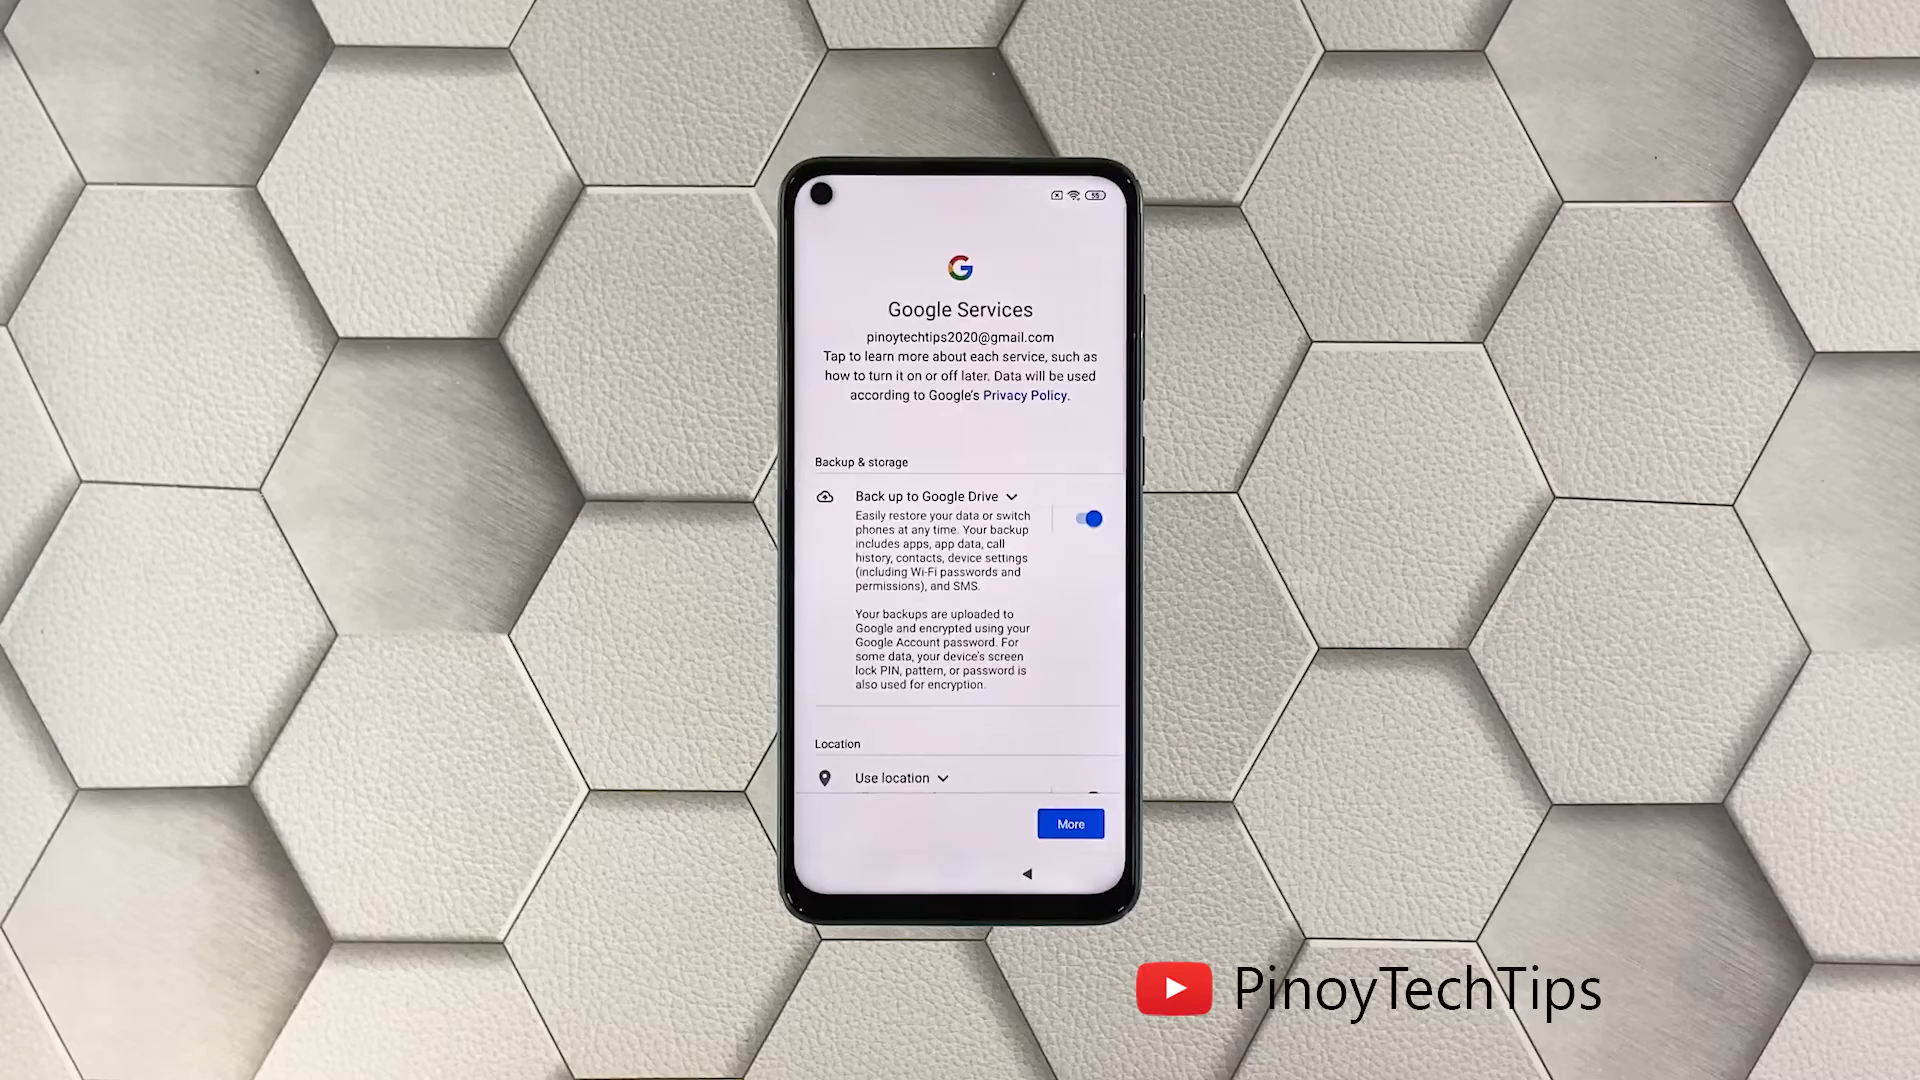 55
Google Services
pinoytechtips2020@gmail.com
Tap to learn more about each service, such as
how to turn it on or off later. Data will be used
according to Google's Privacy Policy.
Backup & storage
Back up to Google Drive
Easily restore your data or switch
phones at any time. Your backup
includes apps, app data, call
history, contacts, device settings
(including Wi-Fi passwords and
permissions), and SMS.
Your backups are uploaded to
Google and encrypted using your
Google Account password. For
some data, your device's screen
lock PIN, pattern, or password is
also used for encryption.
Location
Use location
More
PinoyTechTips